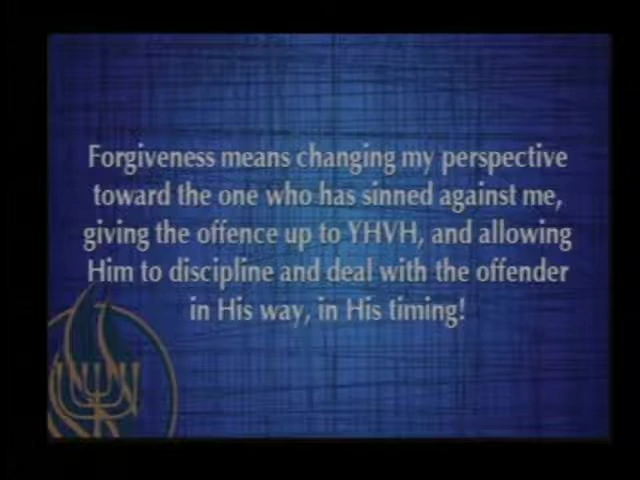 Forgiveness means changing my perspective
toward the one who has sinned against me,
giving the offence up to YHVH, and allowing
Him to discipline and deal with the offender
in His way, in His timing!